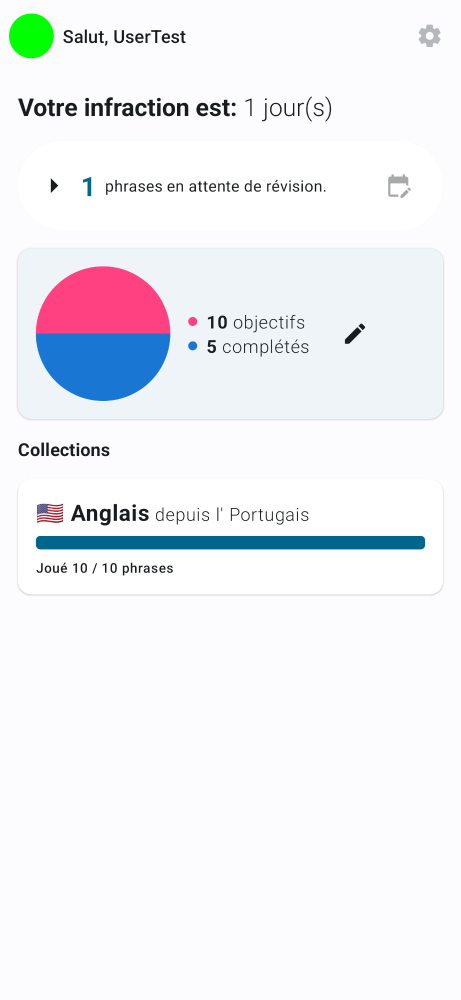 Salut, UserTest
Votre infraction est: 1 jour(s)
1 phrases en attente de révision.
10 objectifs
5 complétés
Collections
Anglais depuis l' Portugais
Joué 10 / 10 phrases